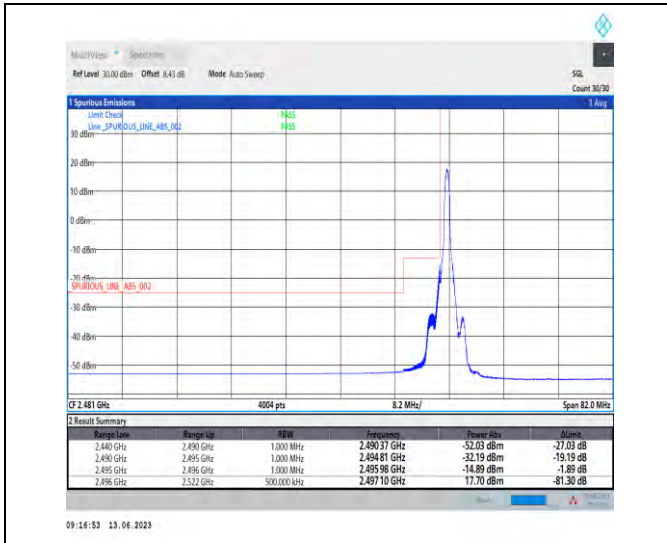 MultiView Spectrum
Ref Level 30.00 dBm Offset 8.43 dB Mode Auto Sweep SGL
Count 30/30
1 Spurious Emissions 1 Avg
Limit Check PASS
Line _SPURIOUS_LINE_ABS_002 PASS
30 dBm
20 dBm
10 dBm
0 dBm
-10 dBm
-20 dBm
SPURIOUS_LINE_ABS_002
-30 dBm
-40 dBm
-50 dBm
CF 2.481 GHz 4004 pts 8.2 MHz/ Span 82.0 MHz
2 Result Summary
Range Low Range Up RBW Frequency Power Abs ΔLimit
2.440 GHz 2.490 GHz 1.000 MHz 2.490 37 GHz -52.03 dBm -27.03 dB
2.490 GHz 2.495 GHz 1.000 MHz 2.494 81 GHz -32.19 dBm -19.19 dB
2.495 GHz 2.496 GHz 1.000 MHz 2.495 98 GHz -14.89 dBm -1.89 dB
2.496 GHz 2.522 GHz 500.000 kHz 2.497 10 GHz 17.70 dBm -81.30 dB
09:16:53 13.06.2023